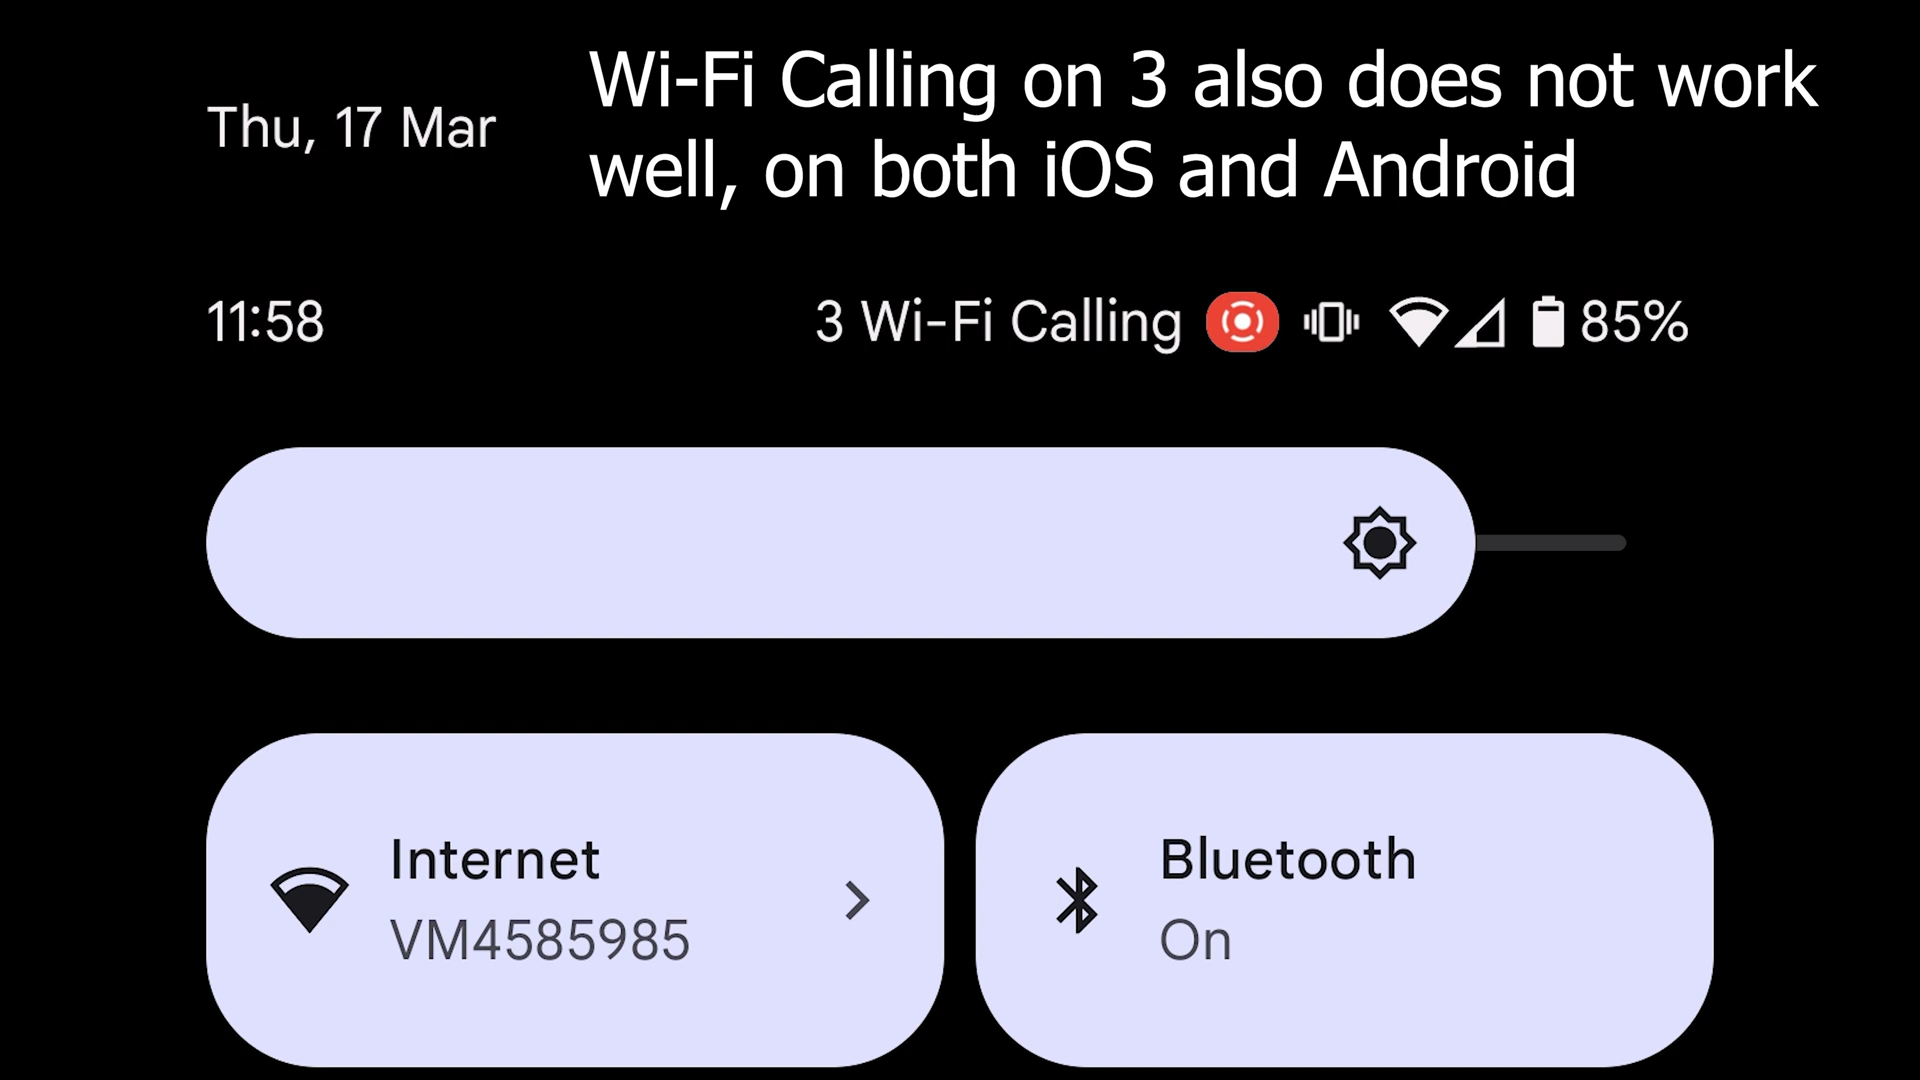 Wi-Fi Calling on 3 also does not work
well, on both iOS and Android
Thu, 17 Mar
11:58
3 Wi-Fi Calling
85%
Internet
VM4585985
Bluetooth
On